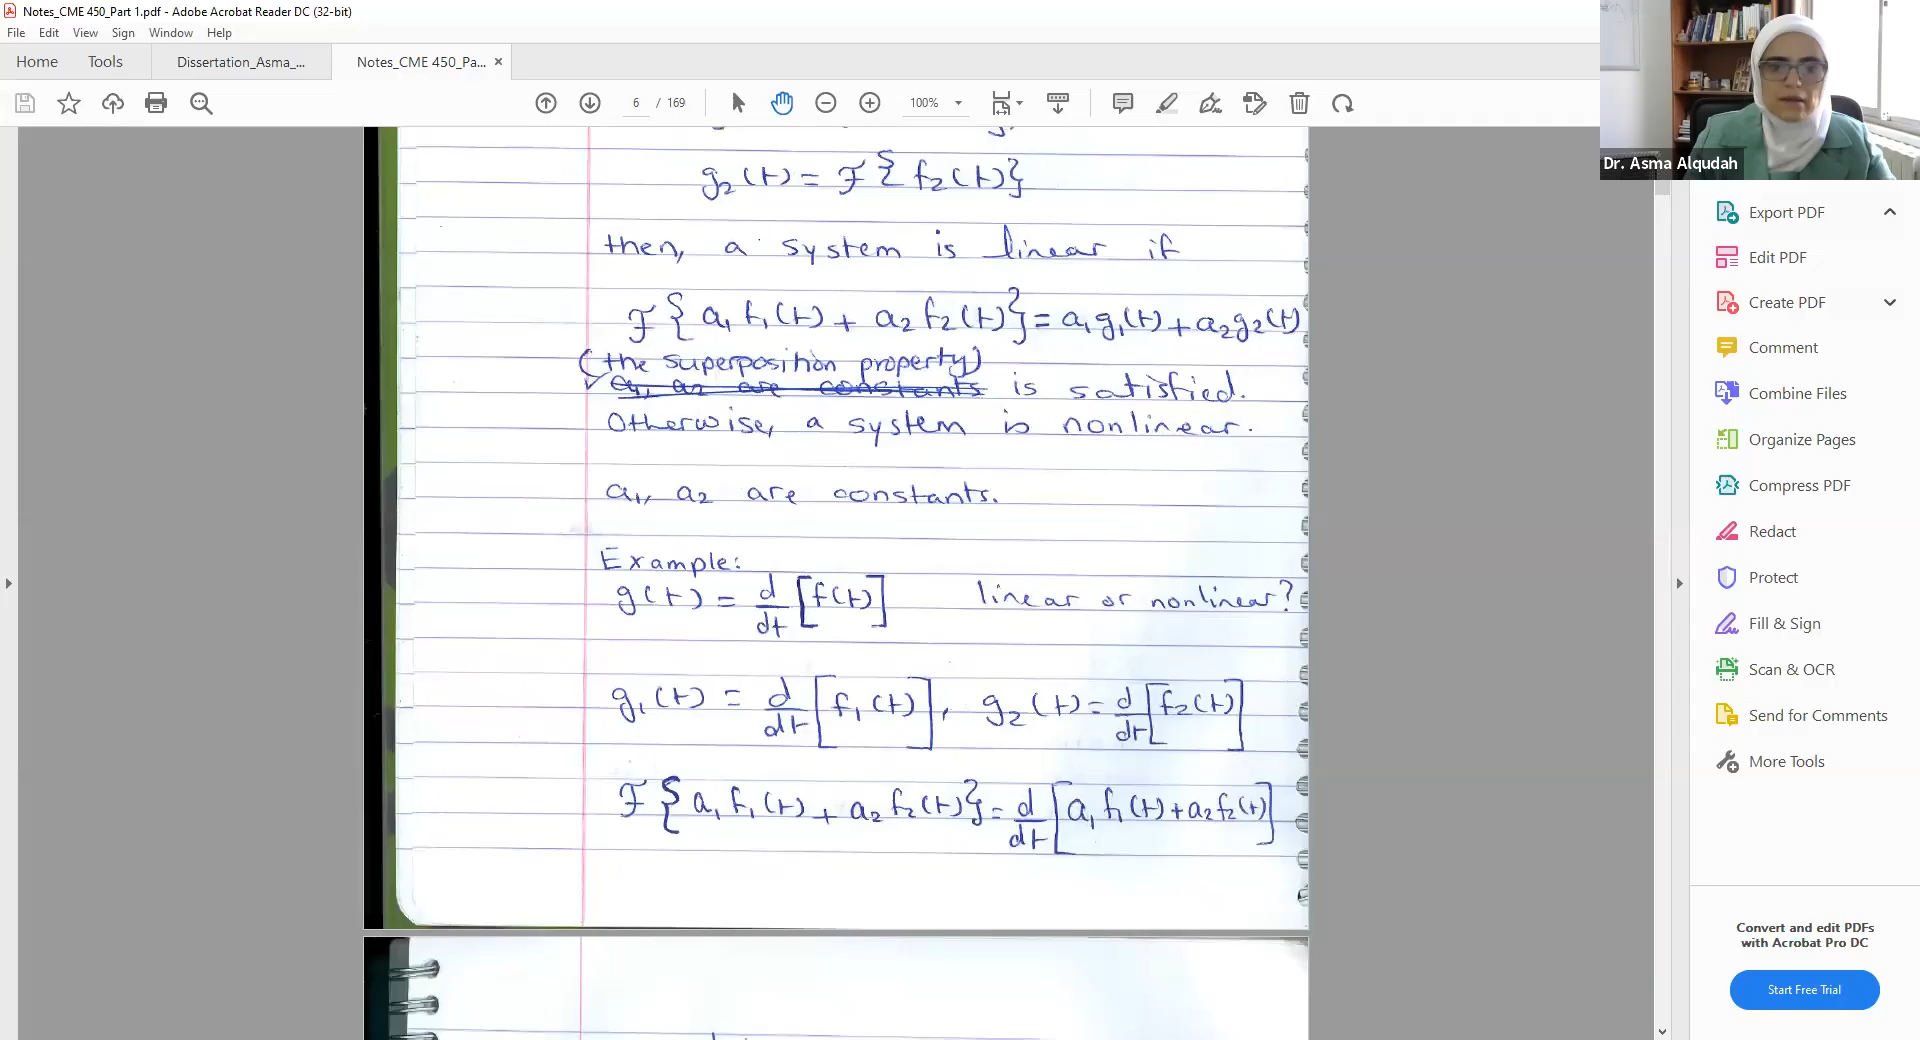 Notes_CME 450_Part 1.pdf - Adobe Acrobat Reader DC (32-bit)
File Edit View Sign Window Help
Home Tools Dissertation_Asma_... Notes_CME 450_Pa... ×
6 / 169 100%
Dr. Asma Alqudah
g₂(t) = ℱ{f₂(t)}
then, a system is linear if
ℱ{a₁f₁(t) + a₂f₂(t)} = a₁g₁(t) + a₂g₂(t)
(the superposition property)
a₁, a₂ are constants is satisfied.
Otherwise, a system is nonlinear.
a₁, a₂ are constants.
Example:
g(t) = d/dt [f(t)] linear or nonlinear?
g₁(t) = d/dt [f₁(t)], g₂(t) = d/dt [f₂(t)]
ℱ{a₁f₁(t) + a₂f₂(t)} = d/dt [a₁f₁(t) + a₂f₂(t)]
Export PDF
Edit PDF
Create PDF
Comment
Combine Files
Organize Pages
Compress PDF
Redact
Protect
Fill & Sign
Scan & OCR
Send for Comments
More Tools
Convert and edit PDFs
with Acrobat Pro DC
Start Free Trial